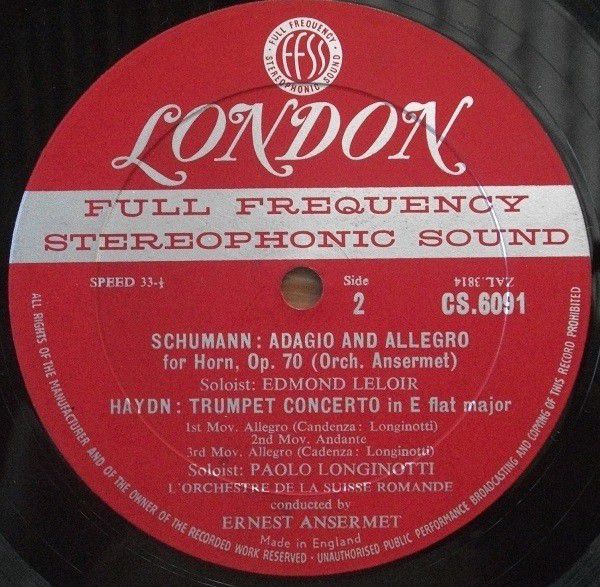 FULL FREQUENCY
FFSS
STEREOPHONIC SOUND
LONDON
FULL FREQUENCY
STEREOPHONIC SOUND
SPEED 33-⅓
Side
2
ZAL.3814
CS.6091
SCHUMANN: ADAGIO AND ALLEGRO
for Horn, Op. 70 (Orch. Ansermet)
Soloist: EDMOND LELOIR
HAYDN: TRUMPET CONCERTO in E flat major
1st Mov. Allegro (Candenza: Longinotti)
2nd Mov. Andante
3rd Mov. Allegro (Cadenza: Longinotti)
Soloist: PAOLO LONGINOTTI
L'ORCHESTRE DE LA SUISSE ROMANDE
conducted by
ERNEST ANSERMET
Made in England
ALL RIGHTS OF THE MANUFACTURER AND OF THE OWNER OF THE RECORDED WORK RESERVED - UNAUTHORISED PUBLIC PERFORMANCE BROADCASTING AND COPYING OF THIS RECORD PROHIBITED